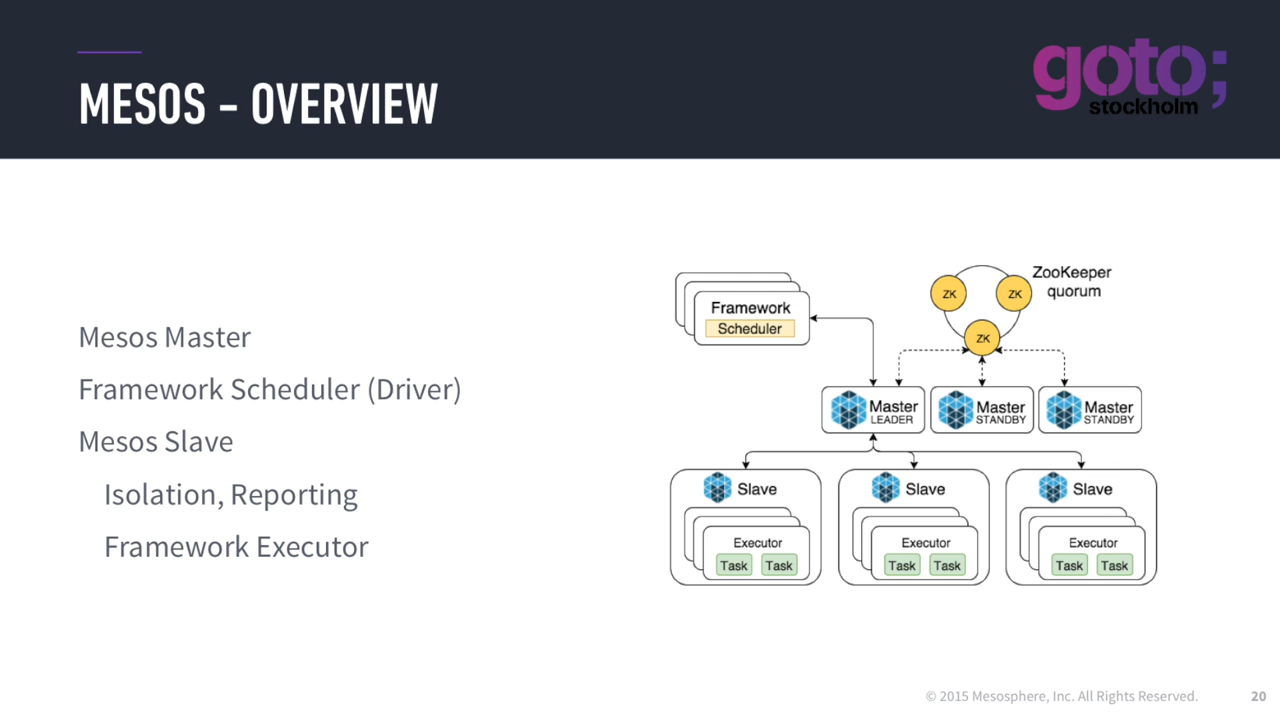 MESOS – OVERVIEW
goto;
stockholm
Mesos Master
Framework Scheduler (Driver)
Mesos Slave
Isolation, Reporting
Framework Executor
Framework
Scheduler
ZK
ZK
ZK
ZooKeeper
quorum
Master
LEADER
Master
STANDBY
Master
STANDBY
Slave
Executor
Task Task
Slave
Executor
Task Task
Slave
Executor
Task Task
© 2015 Mesosphere, Inc. All Rights Reserved.
20